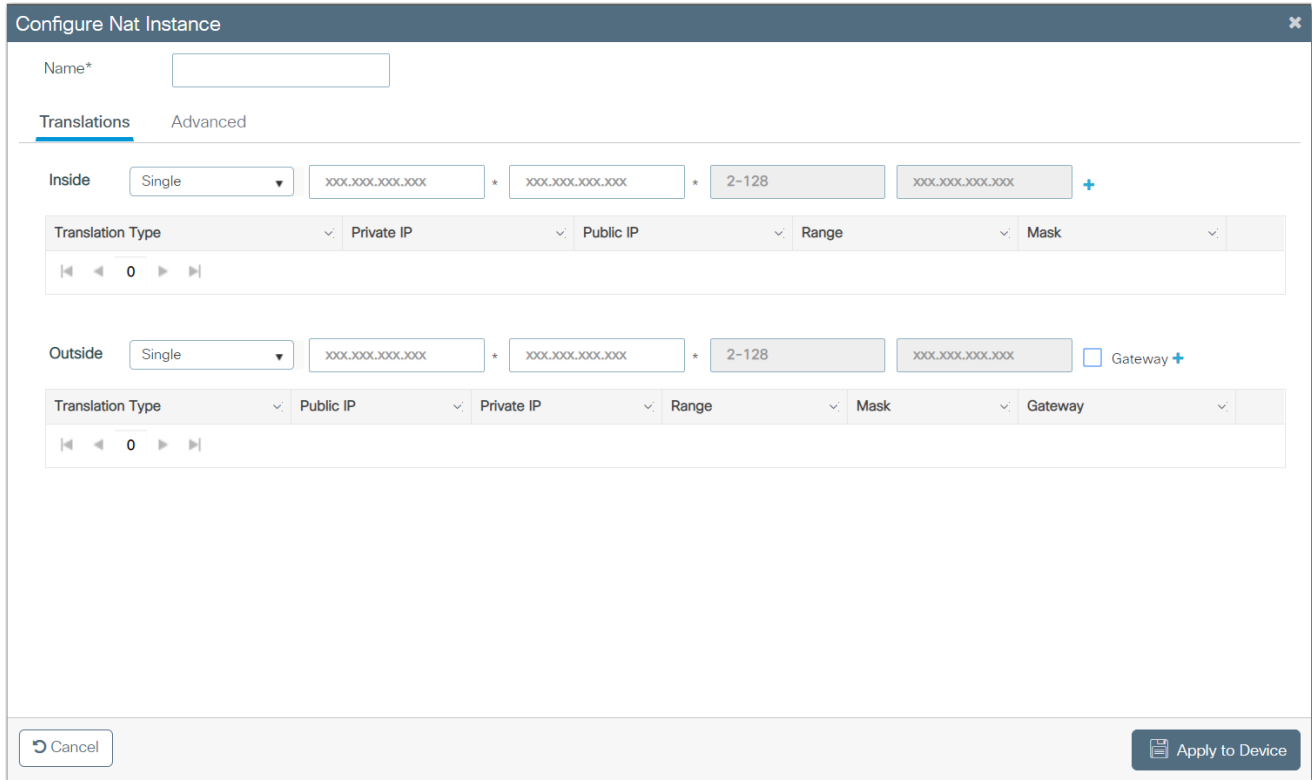 Configure Nat Instance
Name*
Translations Advanced
Inside Single xxx.xxx.xxx.xxx * xxx.xxx.xxx.xxx * 2-128 xxx.xxx.xxx.xxx
Translation Type Private IP Public IP Range Mask
0
Outside Single xxx.xxx.xxx.xxx * xxx.xxx.xxx.xxx * 2-128 xxx.xxx.xxx.xxx Gateway
Translation Type Public IP Private IP Range Mask Gateway
0
Cancel Apply to Device